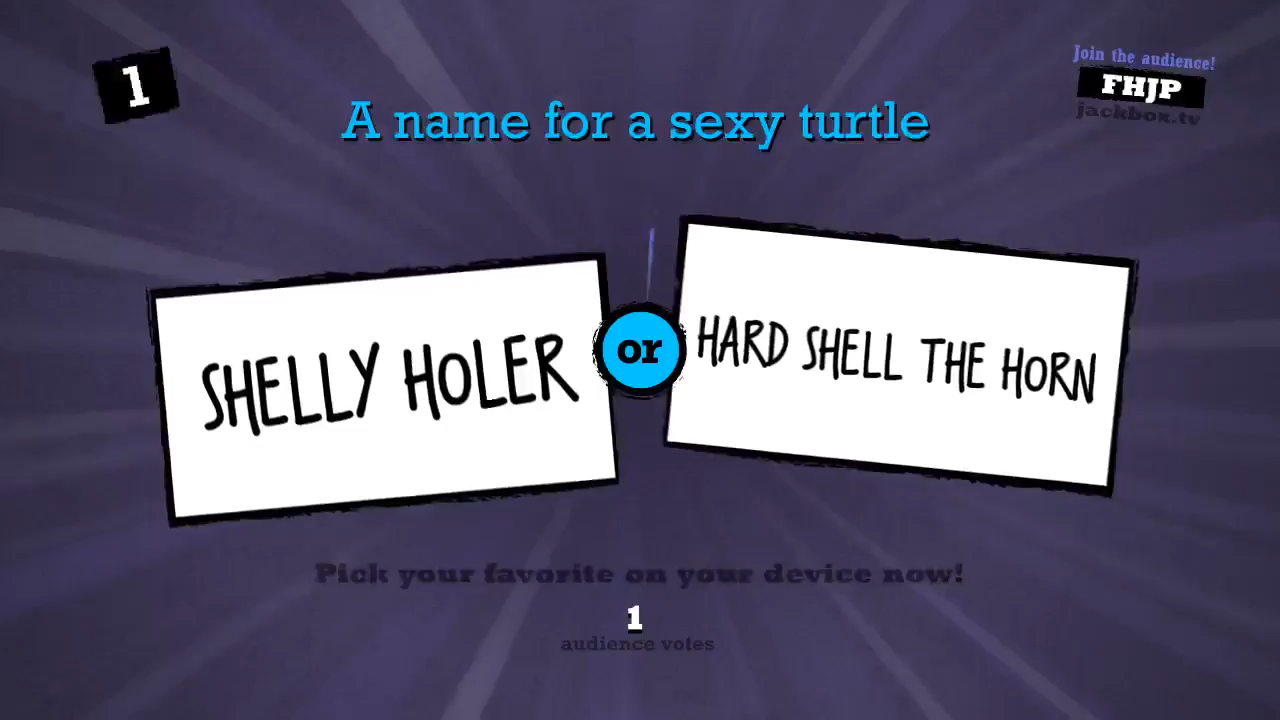 1
Join the audience!
FHJP
jackbox.tv
A name for a sexy turtle
SHELLY HOLER
or
HARD SHELL THE HORN
Pick your favorite on your device now!
1
audience votes